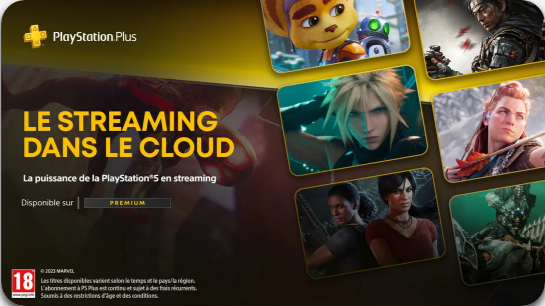 PlayStation.Plus
LE STREAMING
DANS LE CLOUD
La puissance de la PlayStation®5 en streaming
Disponible sur
PREMIUM
18
© 2023 MARVEL
Les titres disponibles varient selon le temps et le pays/la région.
L'abonnement à PS Plus est continu et sujet à des frais récurrents.
Soumis à des restrictions d'âge et des conditions.